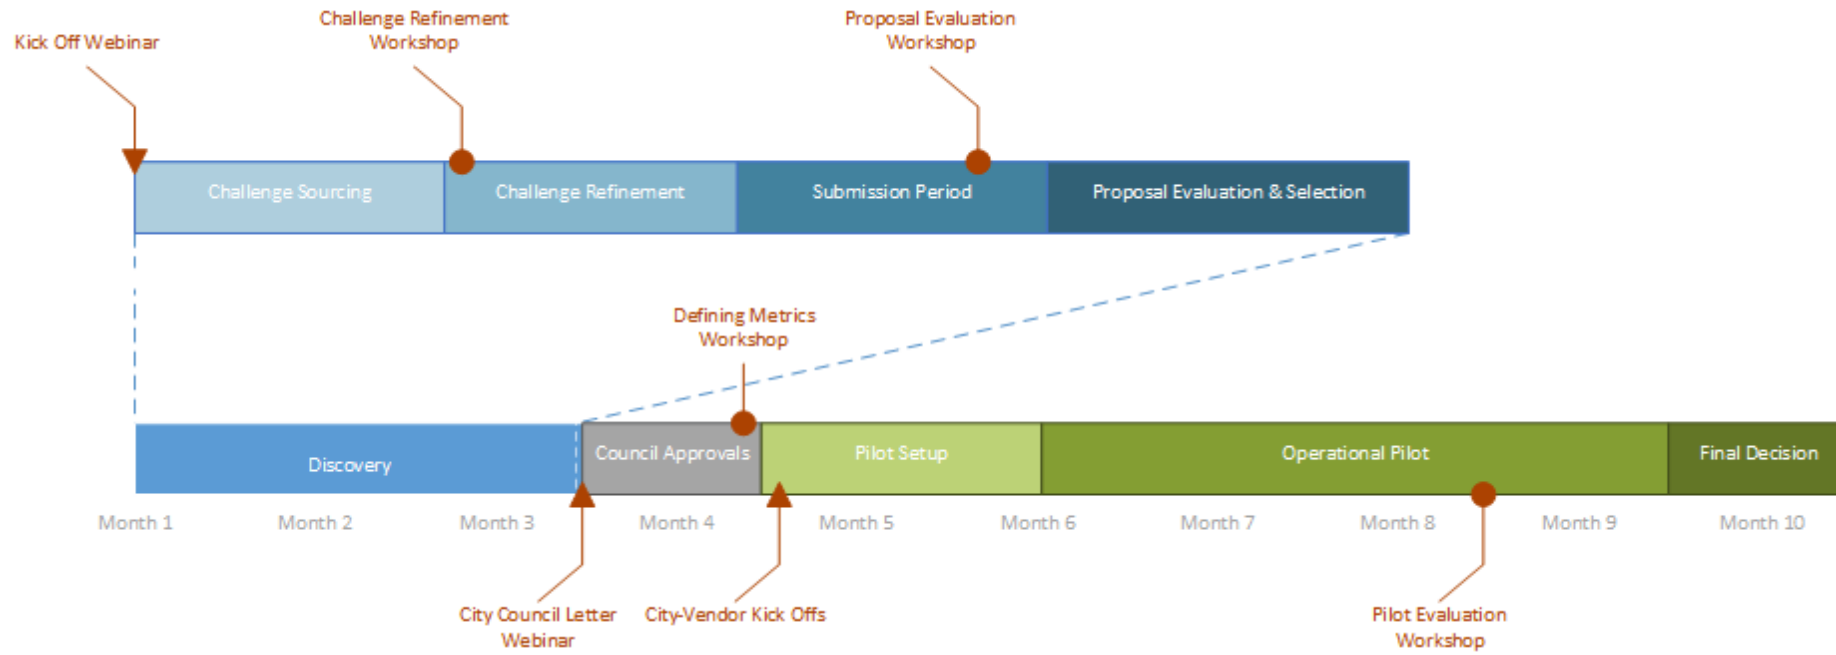 Kick Off Webinar
Challenge Refinement
Workshop
Proposal Evaluation
Workshop
Challenge Sourcing
Challenge Refinement
Submission Period
Proposal Evaluation & Selection
Defining Metrics
Workshop
Discovery
Council Approvals
Pilot Setup
Operational Pilot
Final Decision
Month 1
Month 2
Month 3
Month 4
Month 5
Month 6
Month 7
Month 8
Month 9
Month 10
City Council Letter
Webinar
City-Vendor Kick Offs
Pilot Evaluation
Workshop